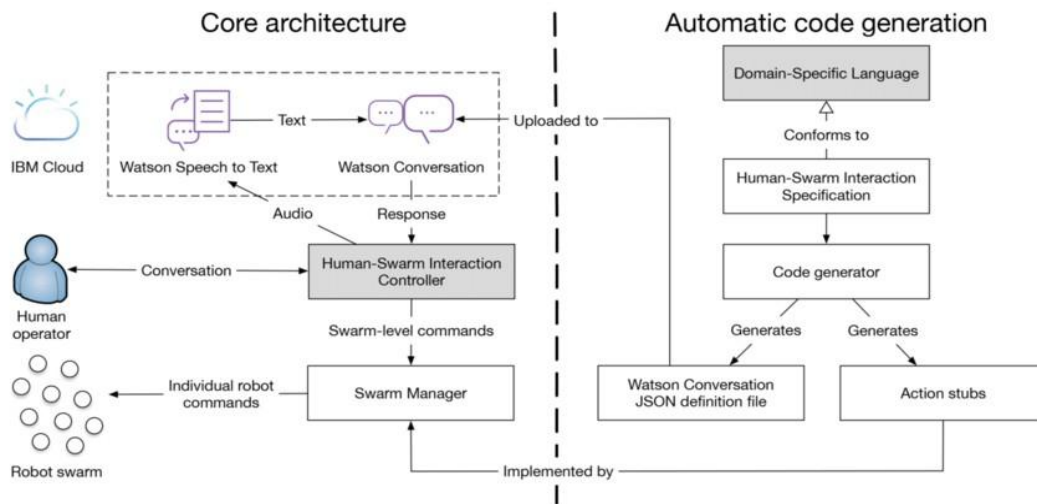 Core architecture
Automatic code generation
IBM Cloud
Watson Speech to Text
Text
Watson Conversation
Uploaded to
Domain-Specific Language
Conforms to
Human-Swarm Interaction
Specification
Audio
Response
Human
operator
Conversation
Human-Swarm Interaction
Controller
Code generator
Swarm-level commands
Generates
Generates
Robot swarm
Individual robot
commands
Swarm Manager
Watson Conversation
JSON definition file
Action stubs
Implemented by